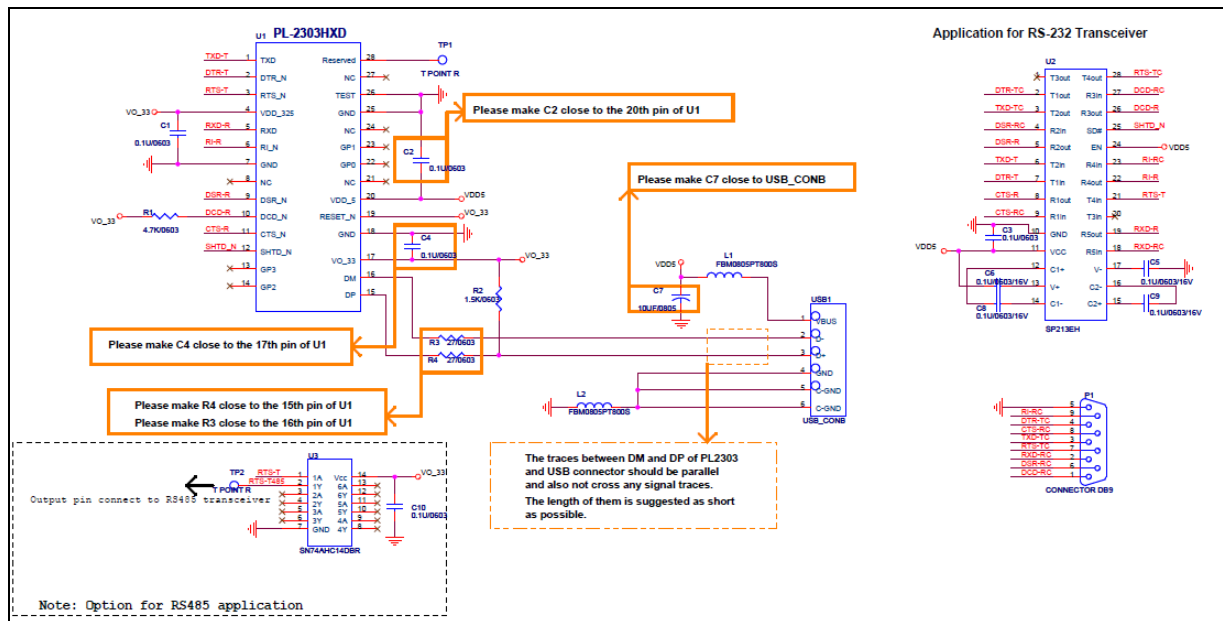 PL-2303HXD
U1
TXD-T 1 TXD Reserved 28
DTR-T 2 DTR_N NC 27
RTS-T 3 RTS_N TEST 26
VO_33 4 VDD_325 GND 25
RXD-R 5 RXD NC 24
RI-R 6 RI_N GP1 23
7 GND GP0 22
8 NC NC 21
DSR-R 9 DSR_N VDD_5 20 VDD5
DCD-R 10 DCD_N RESET_N 19 VO_33
CTS-R 11 CTS_N GND 18
SHTD_N 12 SHTD_N VO_33 17 VO_33
13 GP3 DM 16
14 GP2 DP 15
TP1
T POINT R
C1
0.1U/0603
VO_33
R1
4.7K/0603
C2
0.1U/0603
C4
0.1U/0603
R2
1.5K/0603
R3 27/0603
R4 27/0603
Please make C2 close to the 20th pin of U1
Please make C7 close to USB_CONB
Please make C4 close to the 17th pin of U1
Please make R4 close to the 15th pin of U1
Please make R3 close to the 16th pin of U1
VDD5
L1
FBM0805PT800S
C7
10UF/0805
USB1
1 VBUS
2 D-
3 D+
4 GND
5 C-GND
6 C-GND
USB_CONB
L2
FBM0805PT800S
The traces between DM and DP of PL2303
and USB connector should be parallel
and also not cross any signal traces.
The length of them is suggested as short
as possible.
Application for RS-232 Transceiver
U2
1 T3out T4out 28 RTS-TC
DTR-TC 2 T1out R3in 27 DCD-RC
TXD-TC 3 T2out R3out 26 DCD-R
DSR-RC 4 R2in SD# 25 SHTD_N
DSR-R 5 R2out EN 24 VDD5
TXD-T 6 T2in R4in 23 RI-RC
DTR-T 7 T1in R4out 22 RI-R
CTS-R 8 R1out T4in 21 RTS-T
CTS-RC 9 R1in T3in 20
10 GND R5out 19 RXD-R
VDD5 11 VCC R5in 18 RXD-RC
12 C1+ V- 17
13 V+ C2- 16
14 C1- C2+ 15
SP213EH
C3
0.1U/0603
C6
0.1U/0603/16V
C8
0.1U/0603/16V
C5
0.1U/0603/16V
C9
0.1U/0603/16V
P1
5
RI-RC 9
DTR-TC 4
CTS-RC 8
TXD-TC 3
RTS-TC 7
RXD-RC 2
DSR-RC 6
DCD-RC 1
CONNECTOR DB9
U3
TP2
T POINT R
RTS-T 1 1A Vcc 14 VO_33
RTS-T485 2 1Y 6A 13
3 2A 6Y 12
4 2Y 5A 11
5 3A 5Y 10
6 3Y 4A 9
7 GND 4Y 8
SN74AHC14DBR
C10
0.1U/0603
Output pin connect to RS485 transceiver
Note: Option for RS485 application